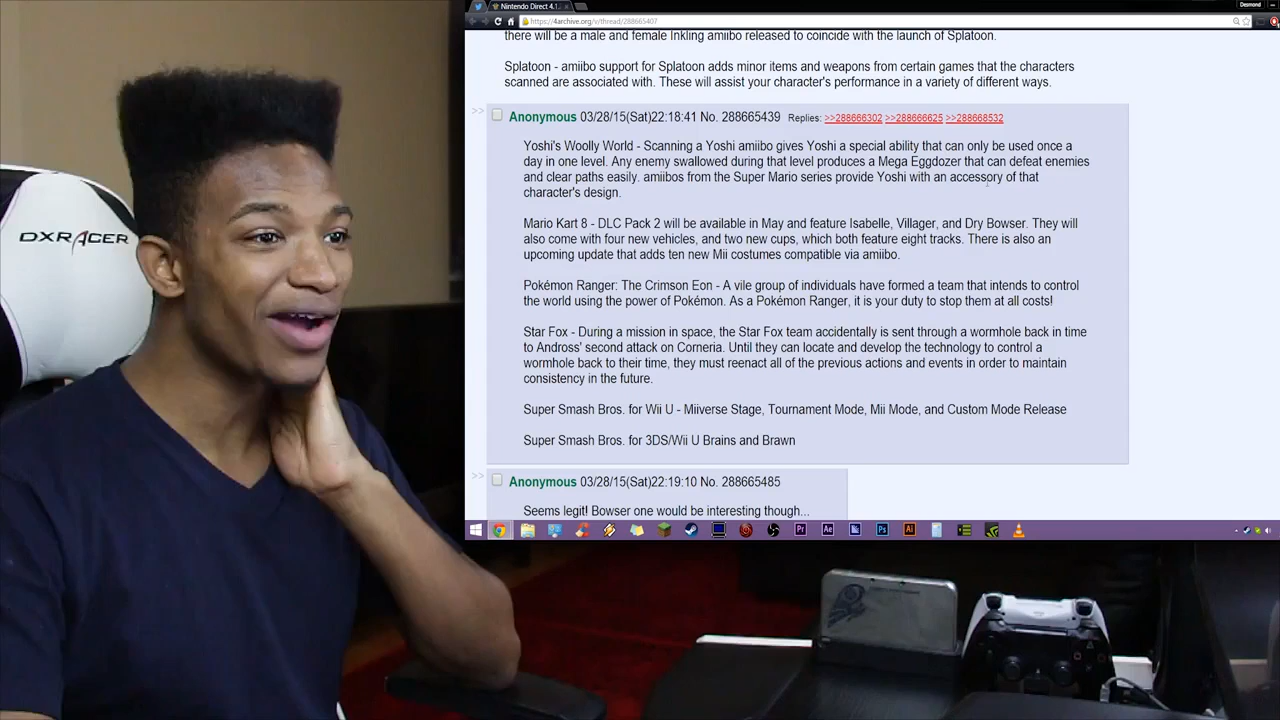 Nintendo Direct 4.1
Desmond
https://4archive.org/v/thread/288665407
there will be a male and female Inkling amiibo released to coincide with the launch of Splatoon.
Splatoon - amiibo support for Splatoon adds minor items and weapons from certain games that the characters
scanned are associated with. These will assist your character's performance in a variety of different ways.
>> Anonymous 03/28/15(Sat)22:18:41 No. 288665439 Replies: >>288666302 >>288666625 >>288668532
Yoshi's Woolly World - Scanning a Yoshi amiibo gives Yoshi a special ability that can only be used once a
day in one level. Any enemy swallowed during that level produces a Mega Eggdozer that can defeat enemies
and clear paths easily. amiibos from the Super Mario series provide Yoshi with an accessory of that
character's design.
Mario Kart 8 - DLC Pack 2 will be available in May and feature Isabelle, Villager, and Dry Bowser. They will
also come with four new vehicles, and two new cups, which both feature eight tracks. There is also an
upcoming update that adds ten new Mii costumes compatible via amiibo.
Pokémon Ranger: The Crimson Eon - A vile group of individuals have formed a team that intends to control
the world using the power of Pokémon. As a Pokémon Ranger, it is your duty to stop them at all costs!
Star Fox - During a mission in space, the Star Fox team accidentally is sent through a wormhole back in time
to Andross' second attack on Corneria. Until they can locate and develop the technology to control a
wormhole back to their time, they must reenact all of the previous actions and events in order to maintain
consistency in the future.
Super Smash Bros. for Wii U - Miiverse Stage, Tournament Mode, Mii Mode, and Custom Mode Release
Super Smash Bros. for 3DS/Wii U Brains and Brawn
>> Anonymous 03/28/15(Sat)22:19:10 No. 288665485
Seems legit! Bowser one would be interesting though...
Pr
Ae
Ps
Ai
DXRACER